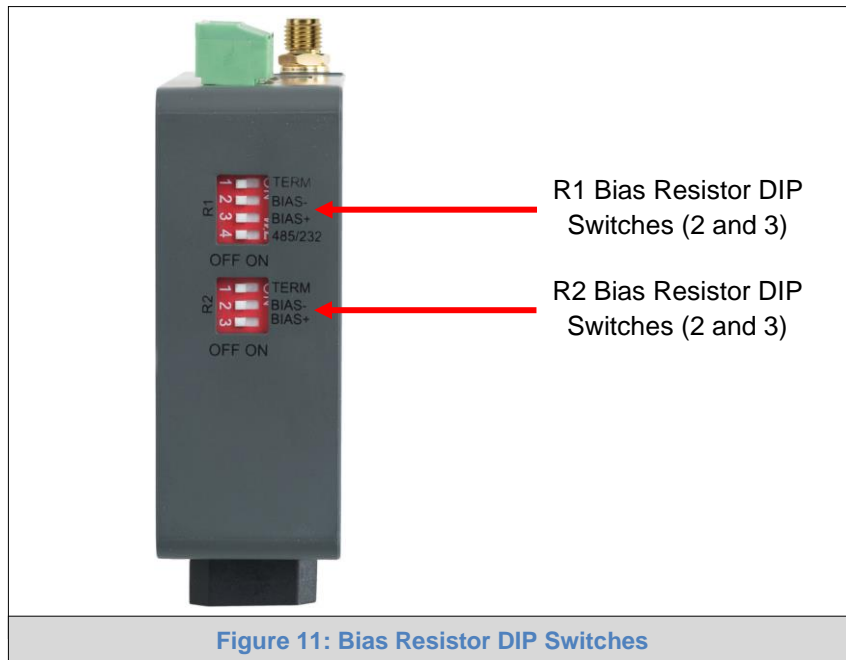 1 TERM
R1 Bias Resistor DIP
2 BIAS-
R1
3 BIAS+
Switches (2 and 3)
4 485/232
OFF ON
1 TERM
R2 Bias Resistor DIP
2 BIAS-
R2
3 BIAS+
Switches (2 and 3)
OFF ON
Figure 11: Bias Resistor DIP Switches